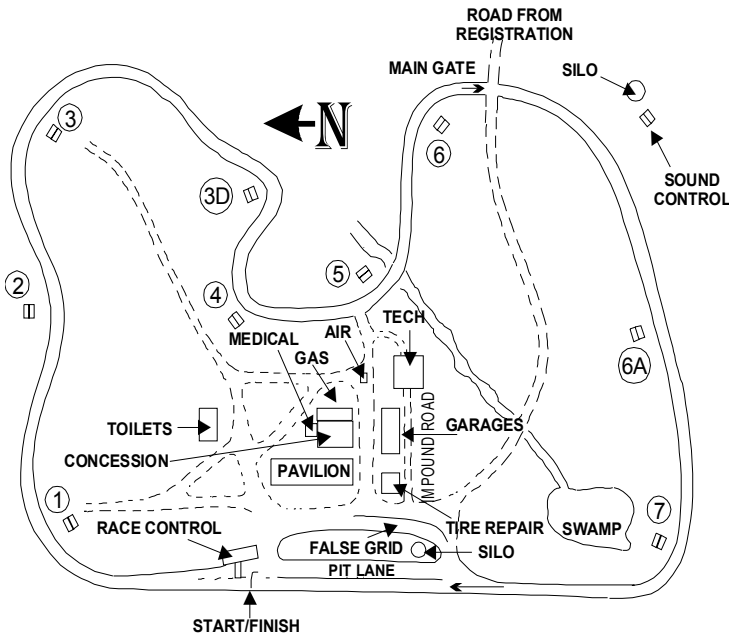 ROAD FROM
REGISTRATION
MAIN GATE
SILO
3
N
6
SOUND
CONTROL
3D
5
2
4
TECH
MEDICAL
AIR
GAS
6A
TOILETS
GARAGES
CONCESSION
IMPOUND ROAD
PAVILION
1
RACE CONTROL
TIRE REPAIR
SWAMP
7
FALSE GRID
SILO
PIT LANE
START/FINISH